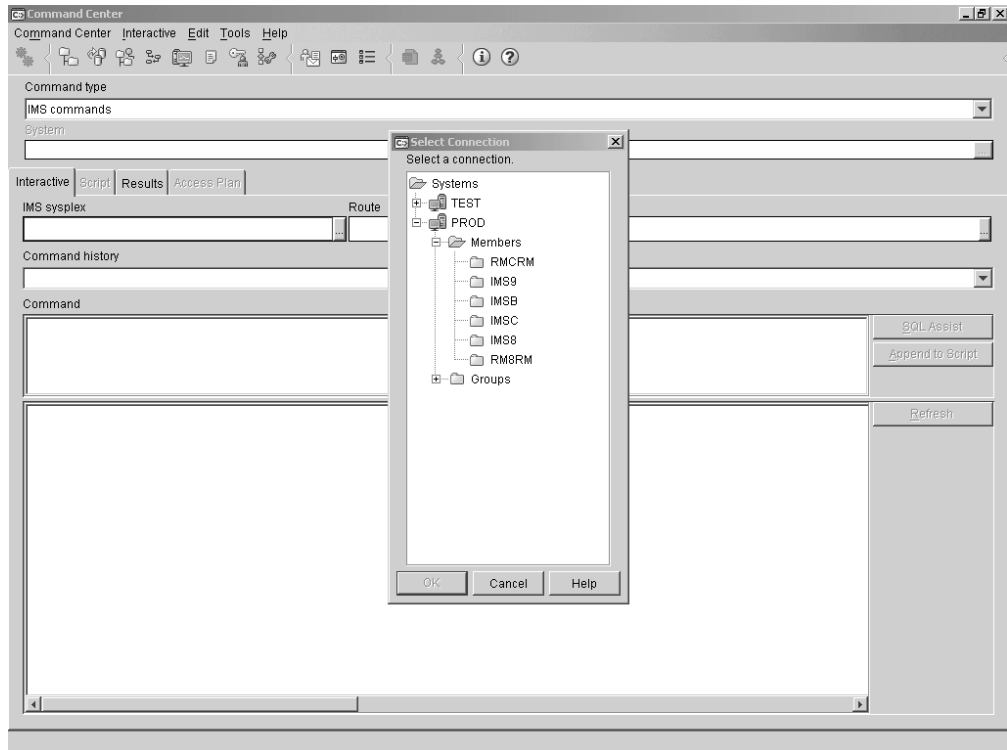 Command Center
Command Center Interactive Edit Tools Help
Command type
IMS commands
System
Interactive Script Results Access Plan
IMS sysplex Route
Command history
Command
SQL Assist
Append to Script
Refresh
Select Connection
Select a connection.
Systems
TEST
PROD
Members
RMCRM
IMS9
IMSB
IMSC
IMS8
RM8RM
Groups
OK Cancel Help